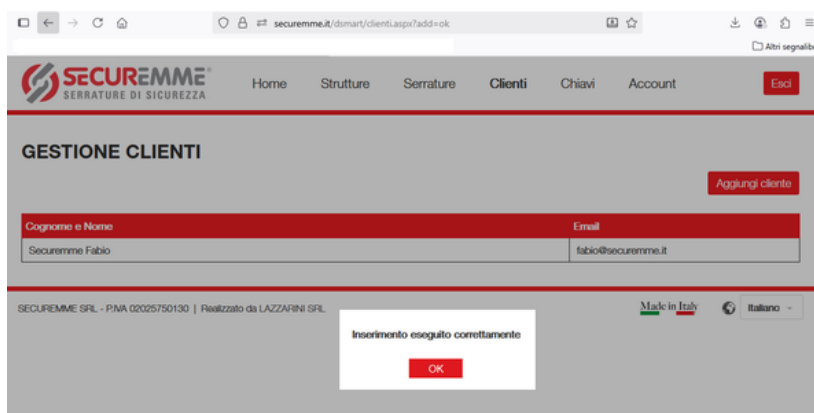 securemme.it/dsmart/clienti.aspx?add=ok
Altri segnalibri
SECUREMME®
SERRATURE DI SICUREZZA
Home Strutture Serrature Clienti Chiavi Account Esci
GESTIONE CLIENTI
Aggiungi cliente
Cognome e Nome Email
Securemme Fabio fabio@securemme.it
SECUREMME SRL - P.IVA 02025750130 | Realizzato da LAZZARINI SRL
Made in Italy Italiano
Inserimento eseguito correttamente
OK